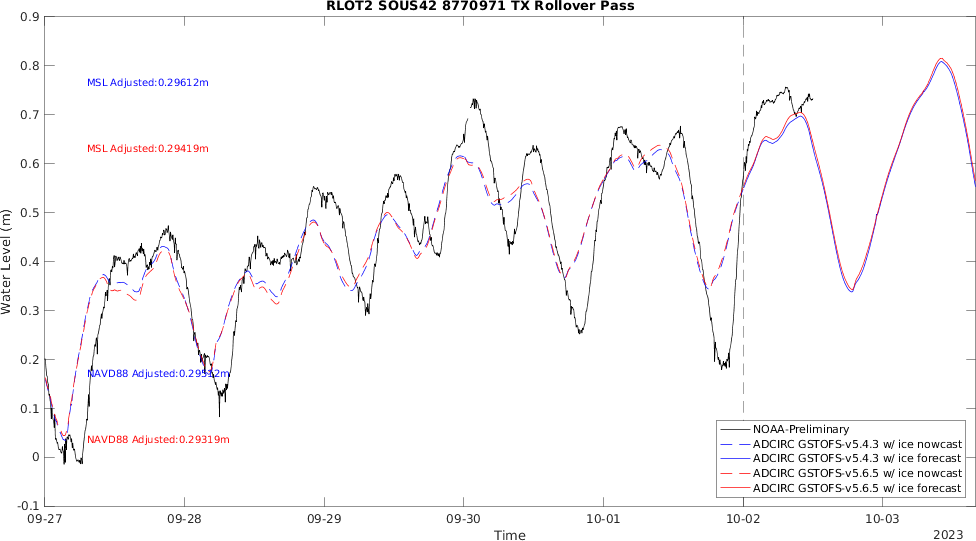 RLOT2 SOUS42 8770971 TX Rollover Pass
0.9
0.8
0.7
0.6
0.5
0.4
0.3
0.2
0.1
0
-0.1
Water Level (m)
MSL Adjusted:0.29612m
MSL Adjusted:0.29419m
NAVD88 Adjusted:0.29512m
NAVD88 Adjusted:0.29319m
NOAA-Preliminary
ADCIRC GSTOFS-v5.4.3 w/ ice nowcast
ADCIRC GSTOFS-v5.4.3 w/ ice forecast
ADCIRC GSTOFS-v5.6.5 w/ ice nowcast
ADCIRC GSTOFS-v5.6.5 w/ ice forecast
09-27 09-28 09-29 09-30 10-01 10-02 10-03
Time
2023